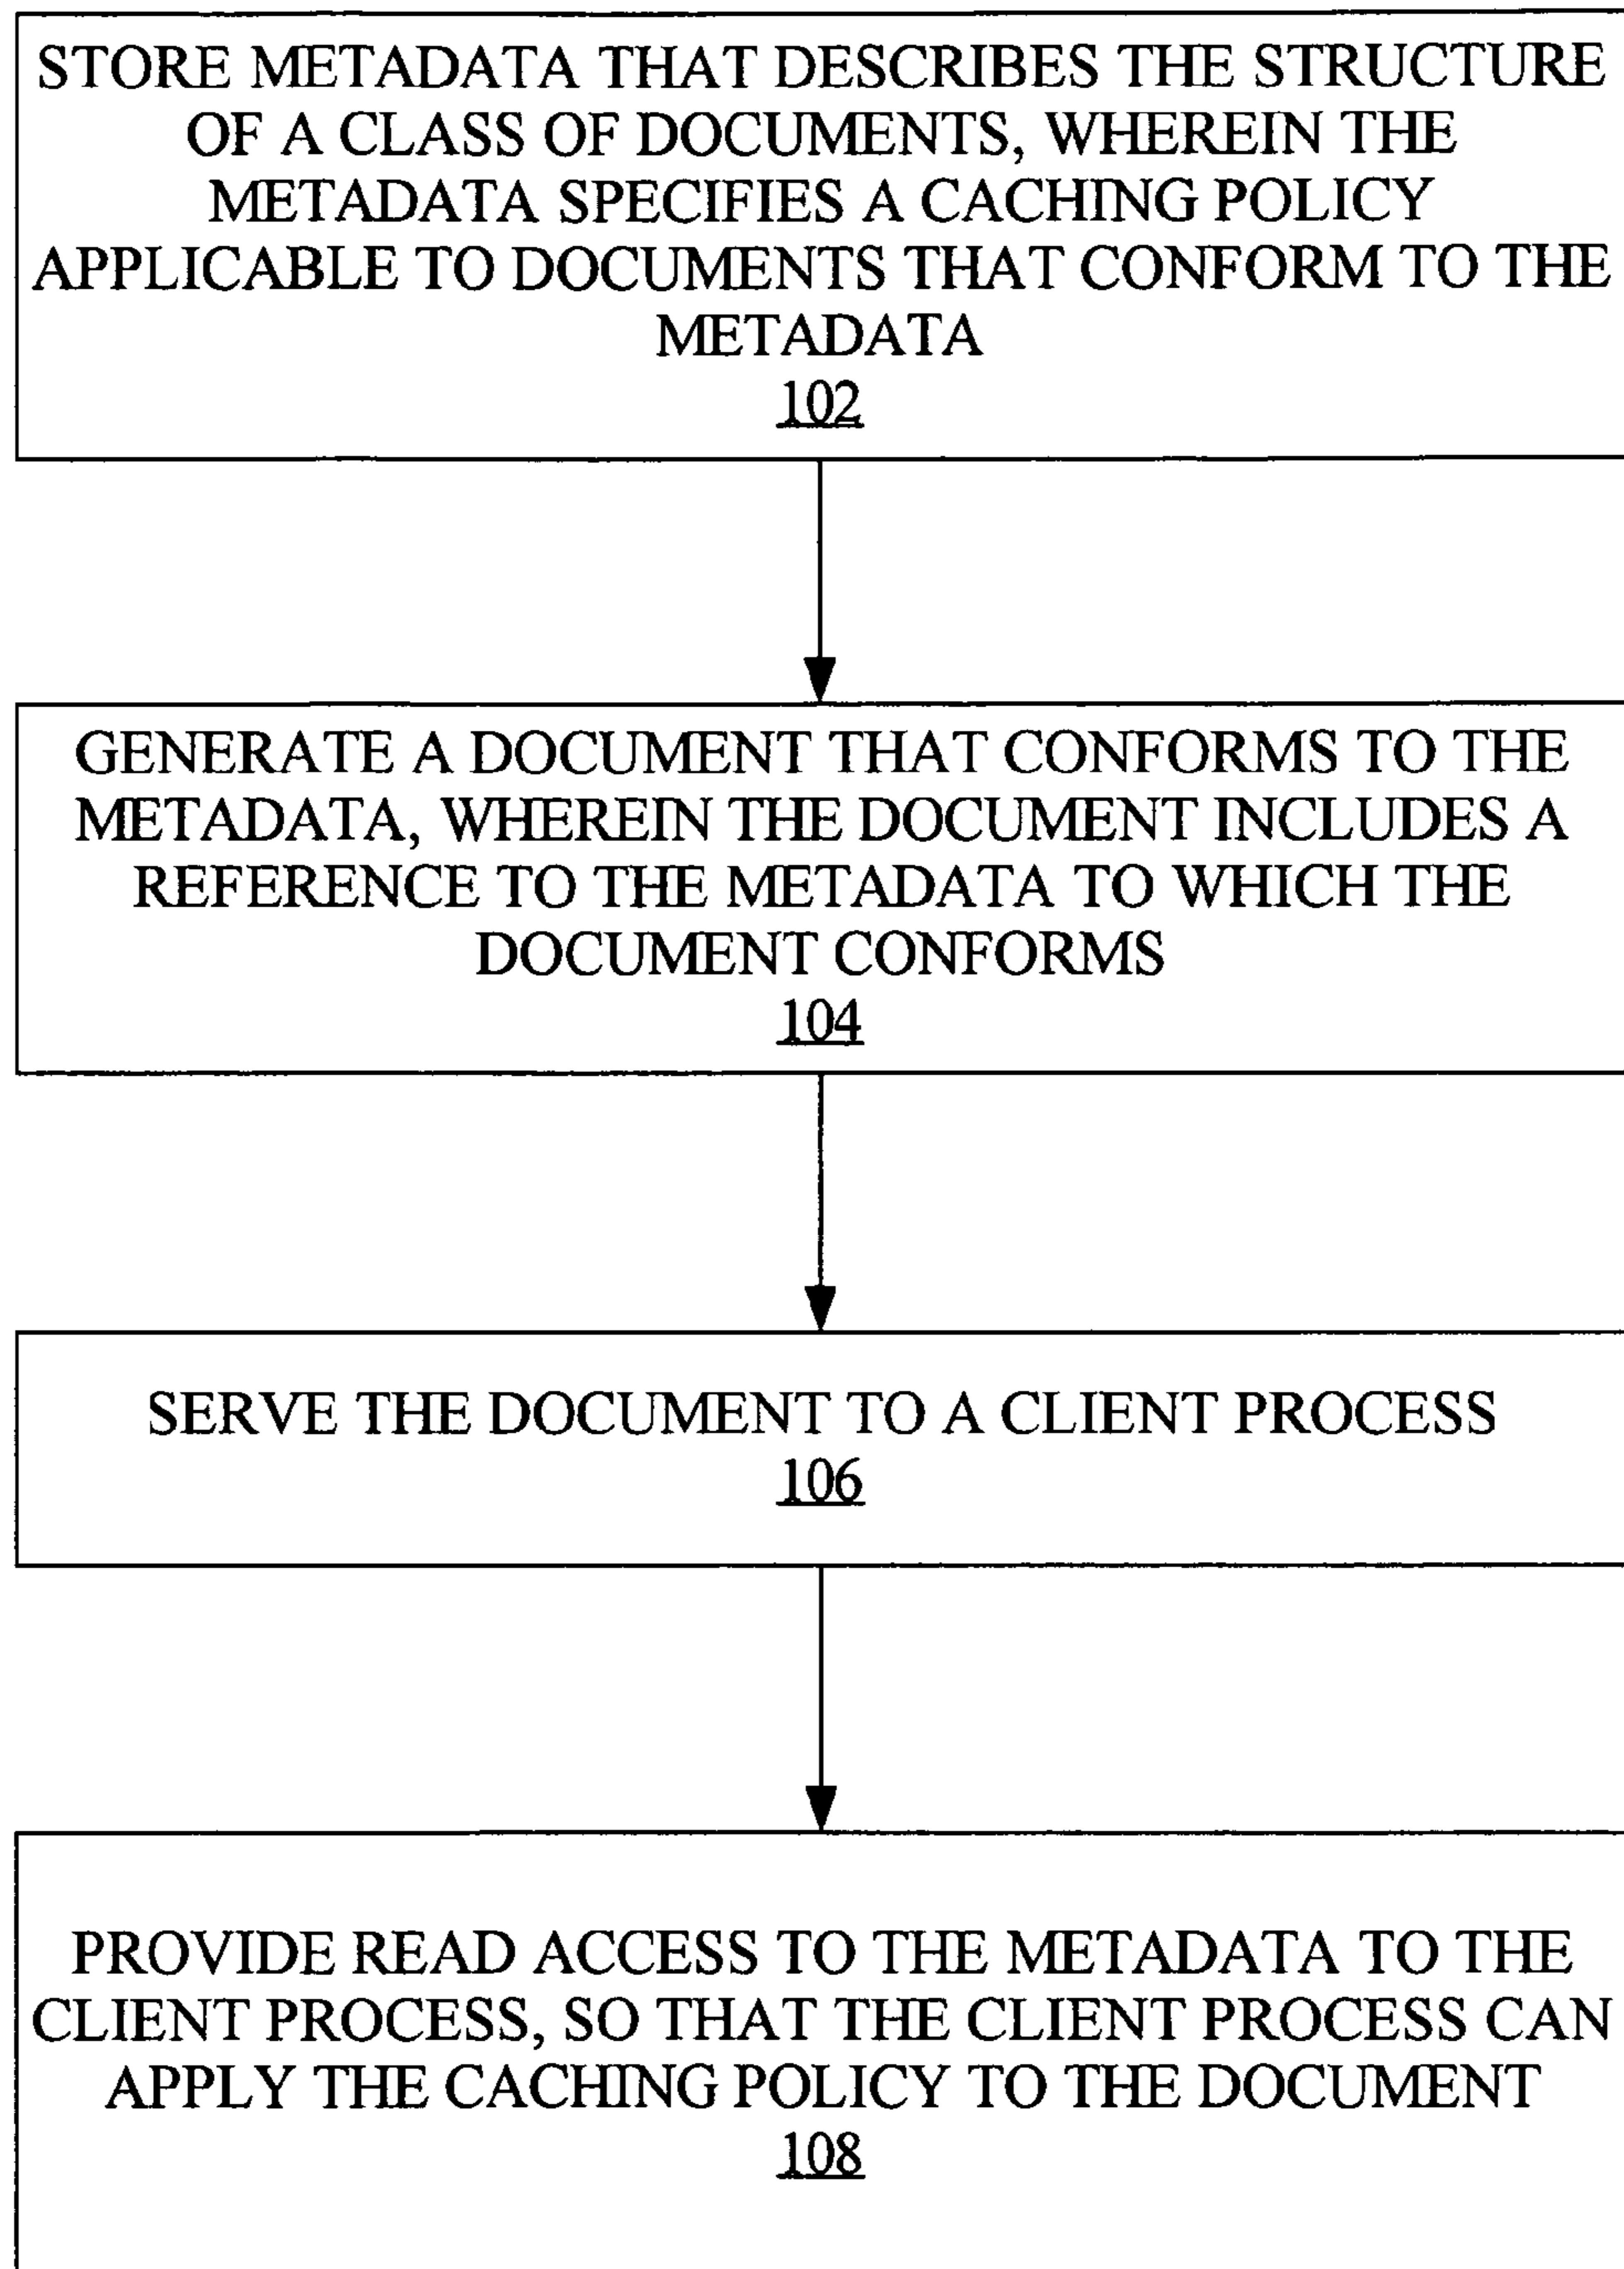 STORE METADATA THAT DESCRIBES THE STRUCTURE
OF A CLASS OF DOCUMENTS, WHEREIN THE
METADATA SPECIFIES A CACHING POLICY
APPLICABLE TO DOCUMENTS THAT CONFORM TO THE
METADATA
102
GENERATE A DOCUMENT THAT CONFORMS TO THE
METADATA, WHEREIN THE DOCUMENT INCLUDES A
REFERENCE TO THE METADATA TO WHICH THE
DOCUMENT CONFORMS
104
SERVE THE DOCUMENT TO A CLIENT PROCESS
106
PROVIDE READ ACCESS TO THE METADATA TO THE
CLIENT PROCESS, SO THAT THE CLIENT PROCESS CAN
APPLY THE CACHING POLICY TO THE DOCUMENT
108